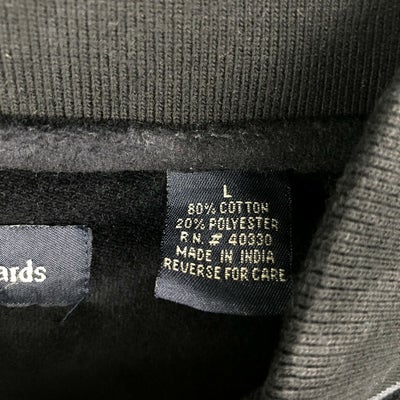 ards
L
80% COTTON
20% POLYESTER
R.N. # 40330
MADE IN INDIA
REVERSE FOR CARE